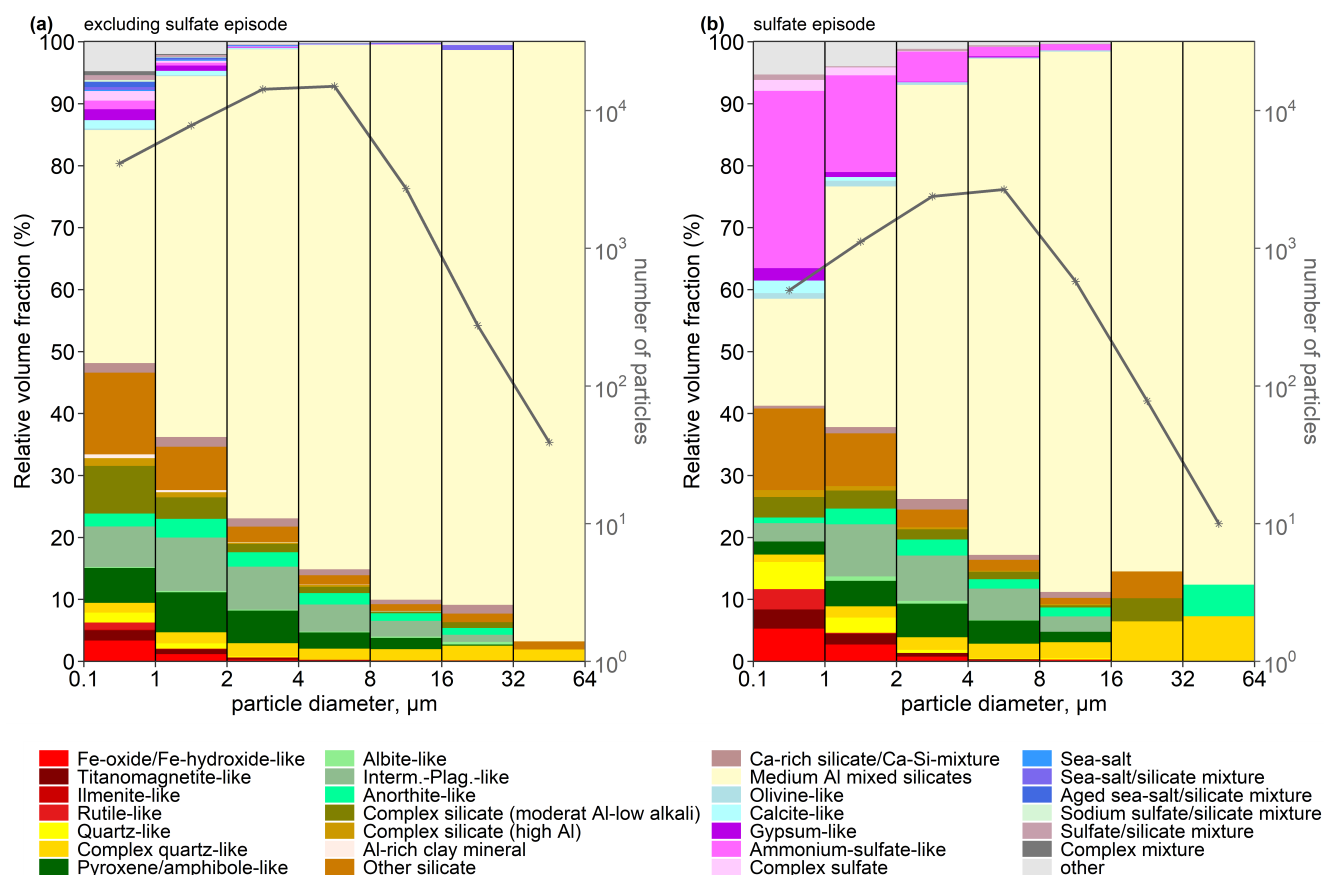 (a) excluding sulfate episode
100
90
80
70
60
50
40
30
20
10
0
Relative volume fraction (%)
10^4
10^3
10^2
10^1
10^0
number of particles
0.1 1 2 4 8 16 32 64
particle diameter, µm
(b) sulfate episode
100
90
80
70
60
50
40
30
20
10
0
Relative volume fraction (%)
10^4
10^3
10^2
10^1
10^0
number of particles
0.1 1 2 4 8 16 32 64
particle diameter, µm
Fe-oxide/Fe-hydroxide-like
Titanomagnetite-like
Ilmenite-like
Rutile-like
Quartz-like
Complex quartz-like
Pyroxene/amphibole-like
Albite-like
Interm.-Plag.-like
Anorthite-like
Complex silicate (moderat Al-low alkali)
Complex silicate (high Al)
Al-rich clay mineral
Other silicate
Ca-rich silicate/Ca-Si-mixture
Medium Al mixed silicates
Olivine-like
Calcite-like
Gypsum-like
Ammonium-sulfate-like
Complex sulfate
Sea-salt
Sea-salt/silicate mixture
Aged sea-salt/silicate mixture
Sodium sulfate/silicate mixture
Sulfate/silicate mixture
Complex mixture
other